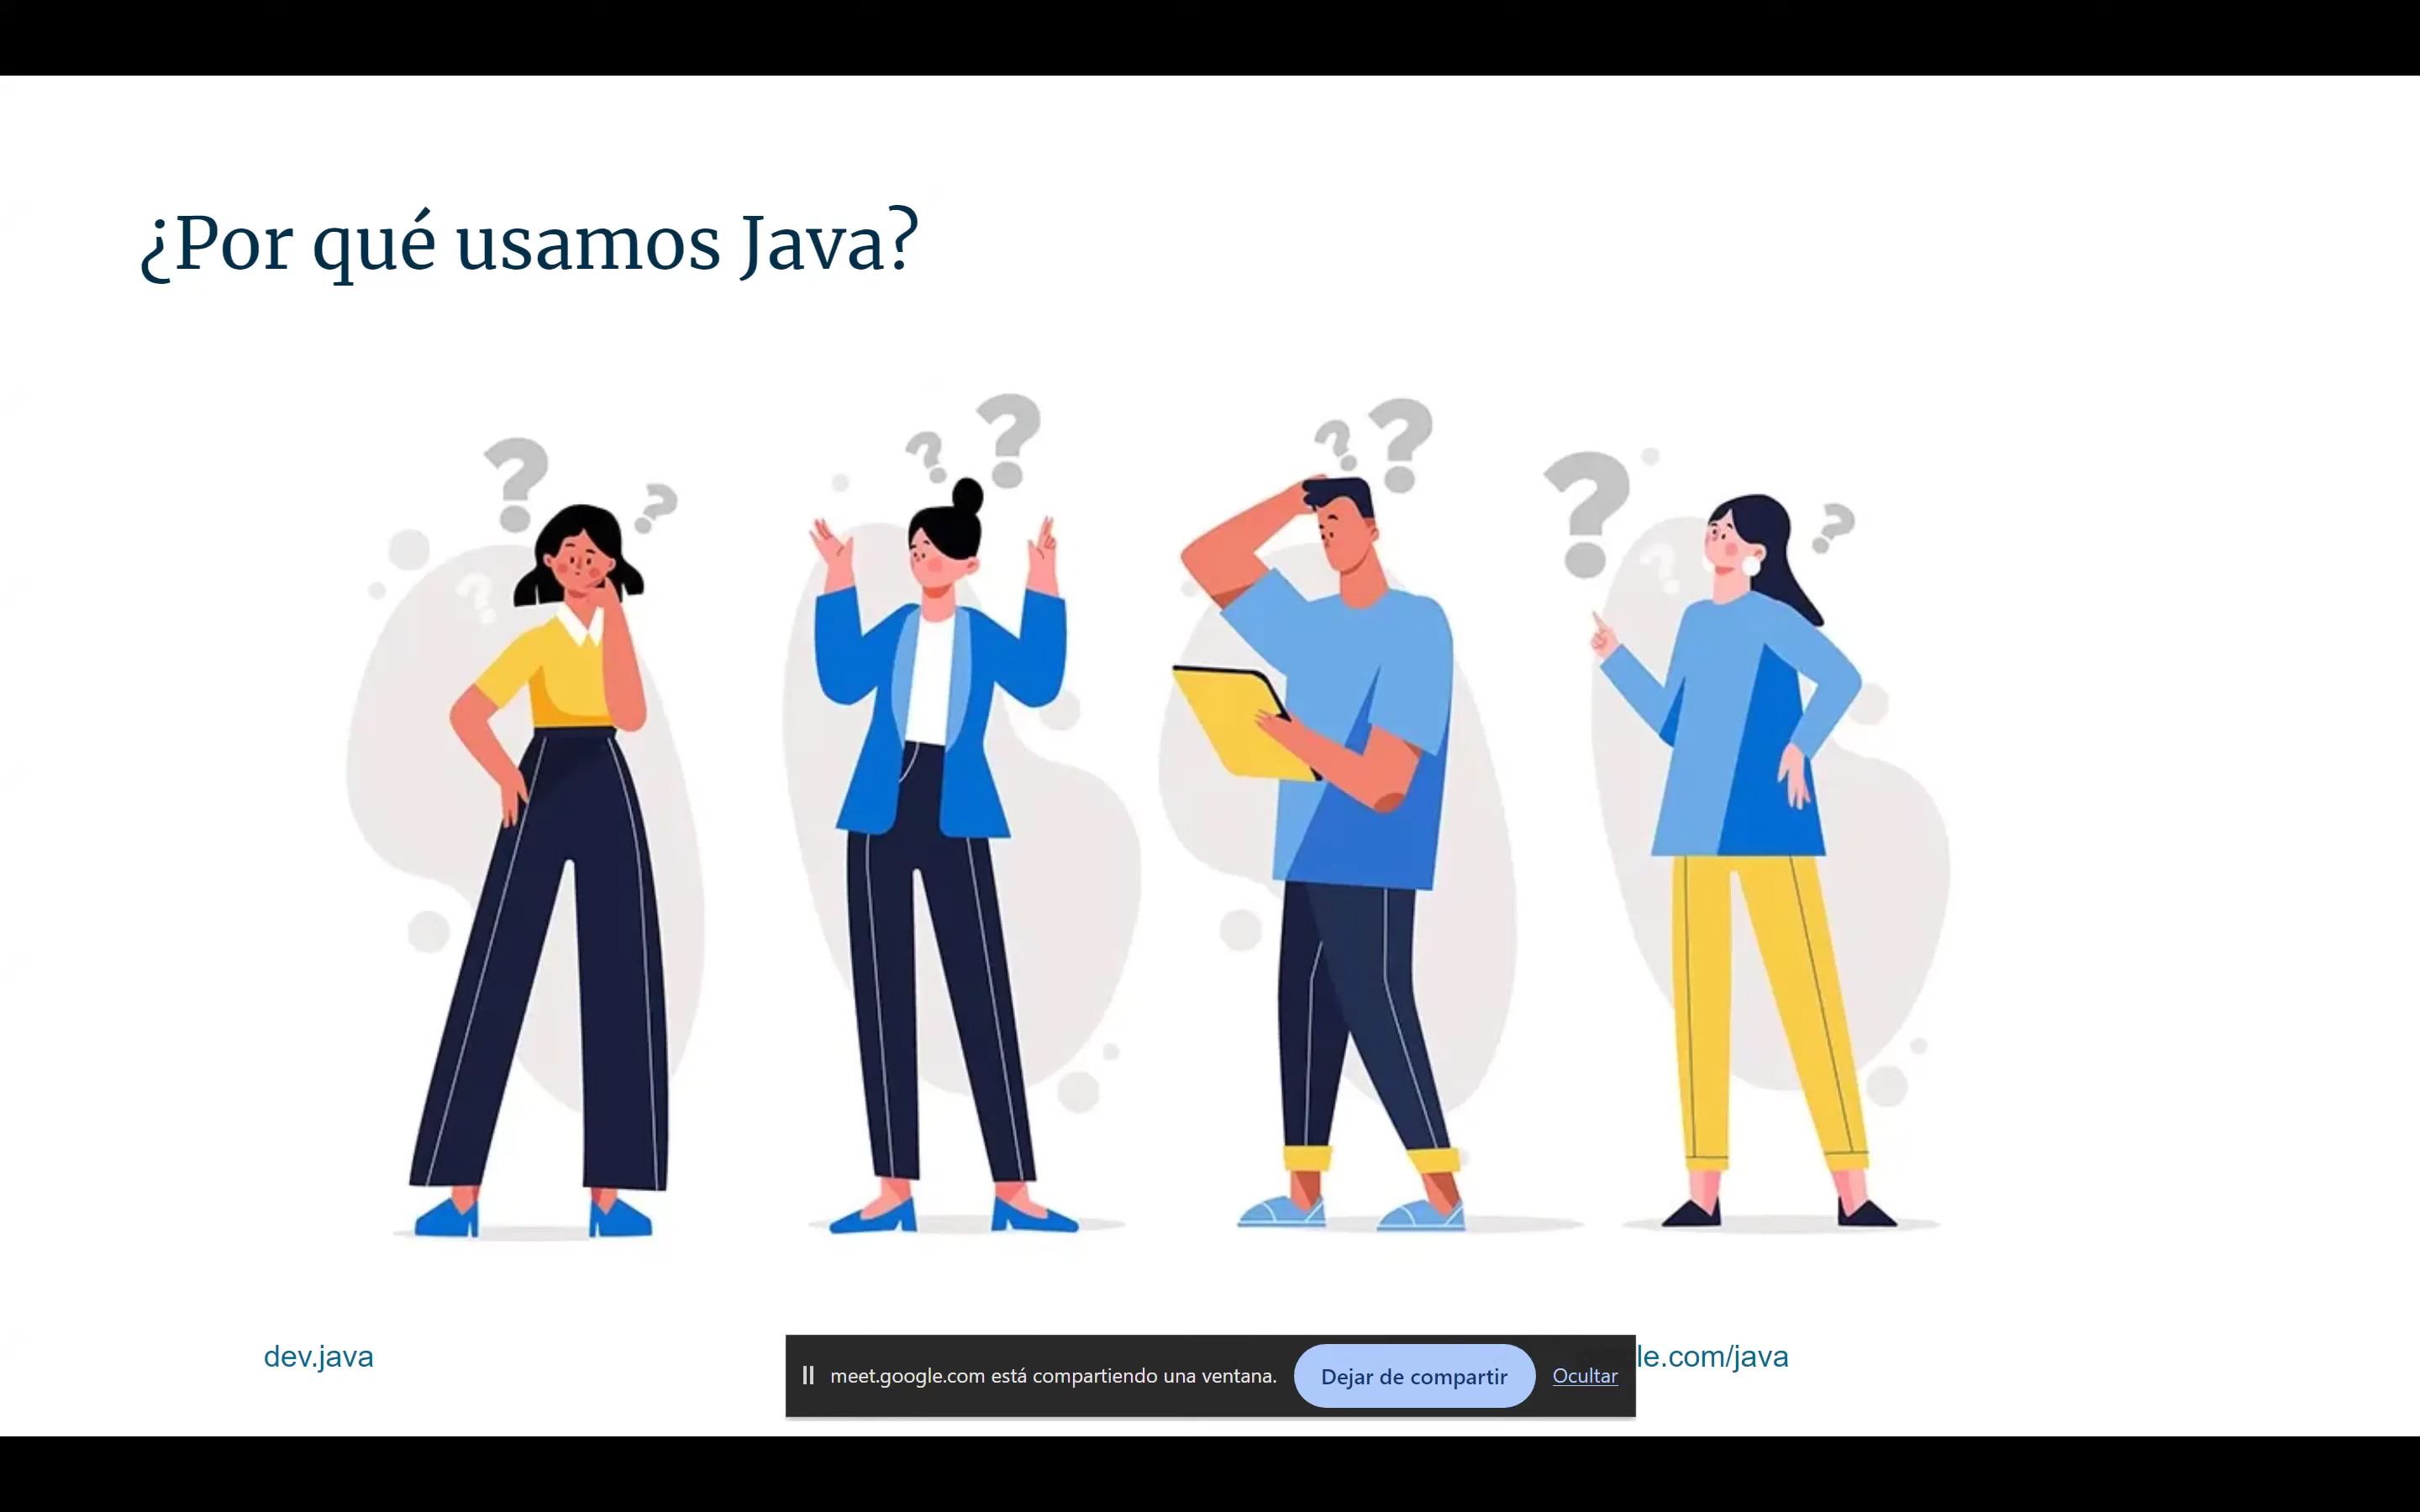 ¿Por qué usamos Java?
dev.java
le.com/java
meet.google.com está compartiendo una ventana.
Dejar de compartir
Ocultar